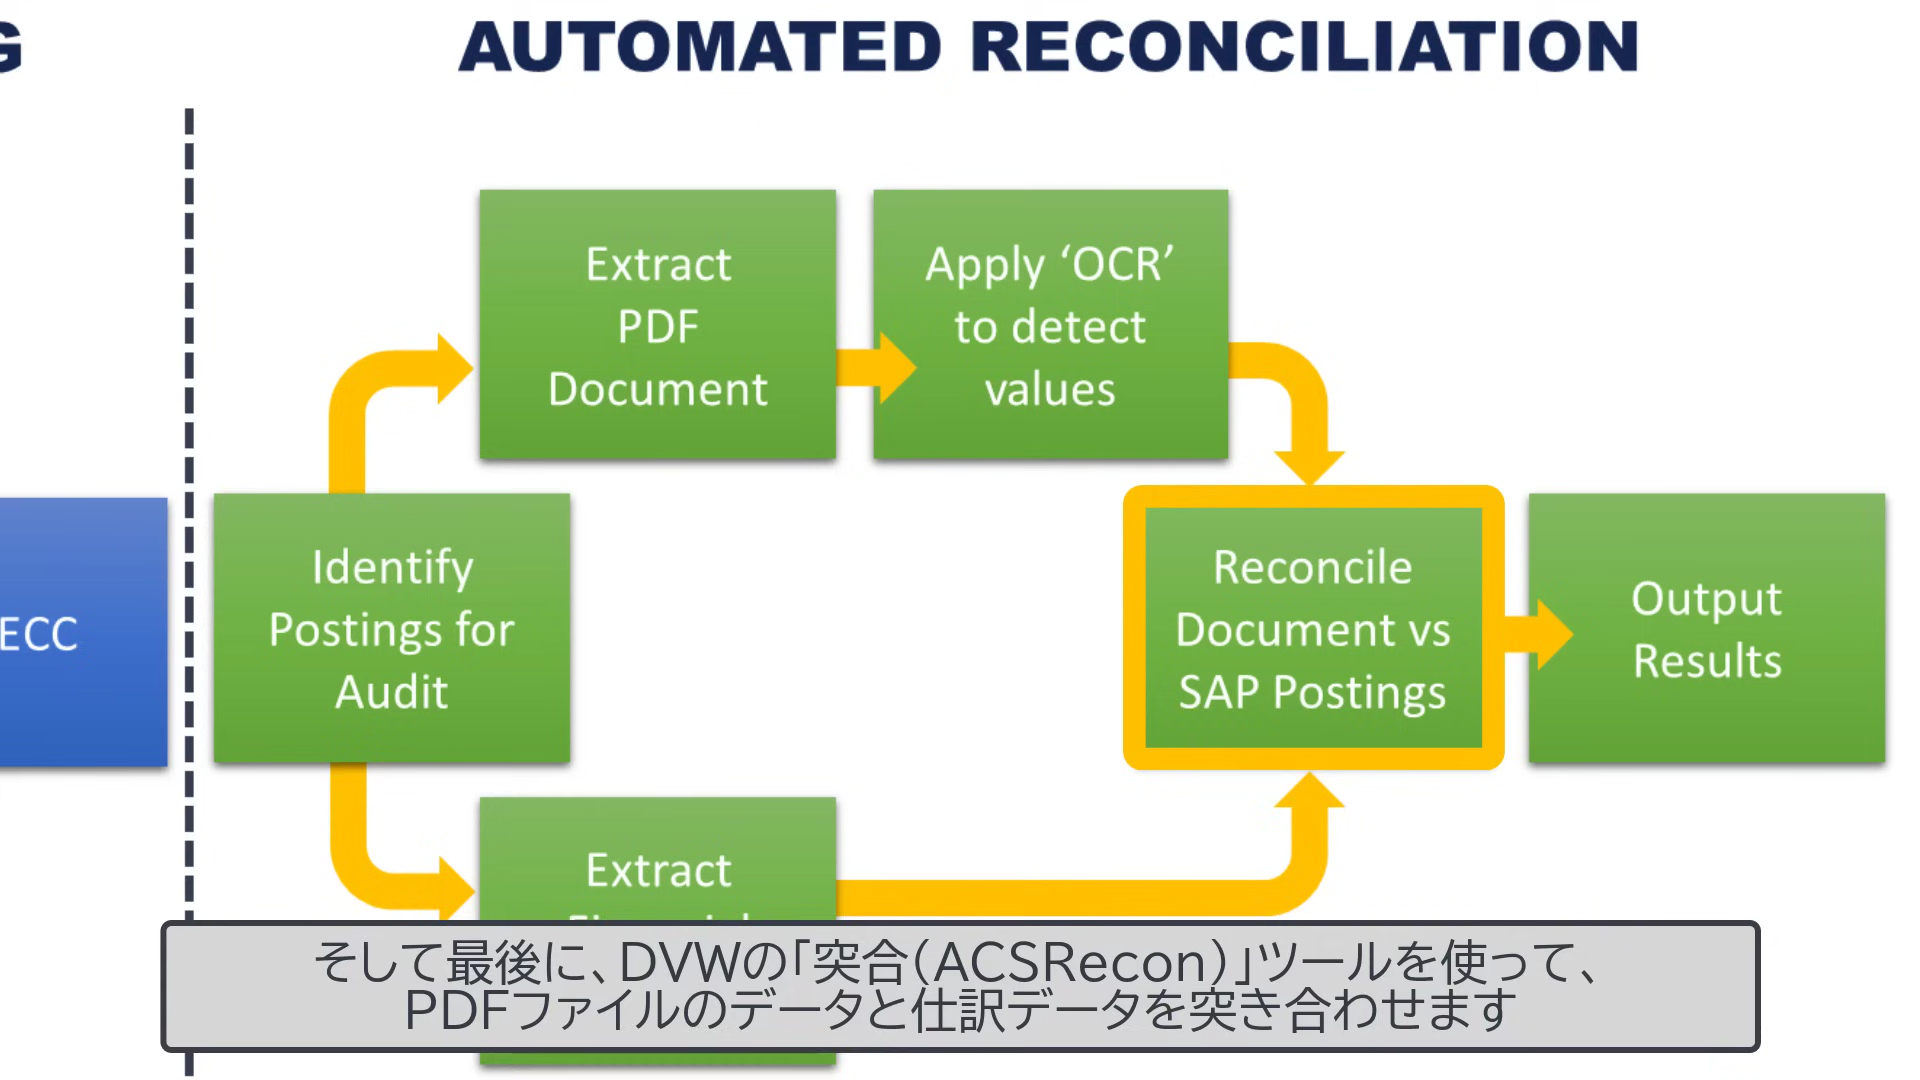 AUTOMATED RECONCILIATION
Extract
PDF
Document
Apply ‘OCR’
to detect
values
ECC
Identify
Postings for
Audit
Reconcile
Document vs
SAP Postings
Output
Results
Extract
そして最後に、DVWの「突合(ACSRecon)」ツールを使って、
PDFファイルのデータと仕訳データを突き合わせます